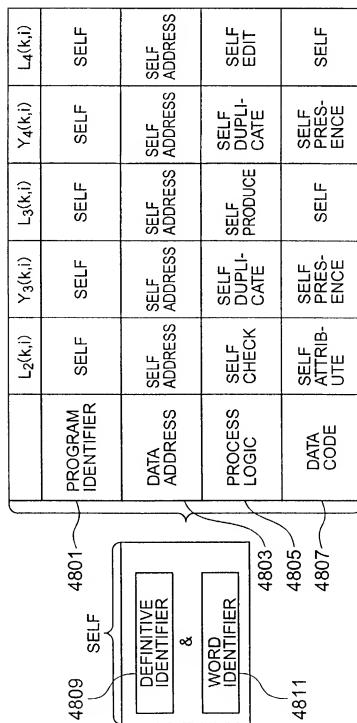 SELF
4809
DEFINITIVE IDENTIFIER
&
WORD IDENTIFIER
4811
L2(k,i) Y3(k,i) L3(k,i) Y4(k,i) L4(k,i)
4801 PROGRAM IDENTIFIER SELF SELF SELF SELF SELF
4803 DATA ADDRESS SELF ADDRESS SELF ADDRESS SELF ADDRESS SELF ADDRESS SELF ADDRESS
4805 PROCESS LOGIC SELF CHECK SELF DUPLI-CATE SELF PRODUCE SELF DUPLI-CATE SELF EDIT
4807 DATA CODE SELF ATTRIB-UTE SELF PRES-ENCE SELF SELF PRES-ENCE SELF